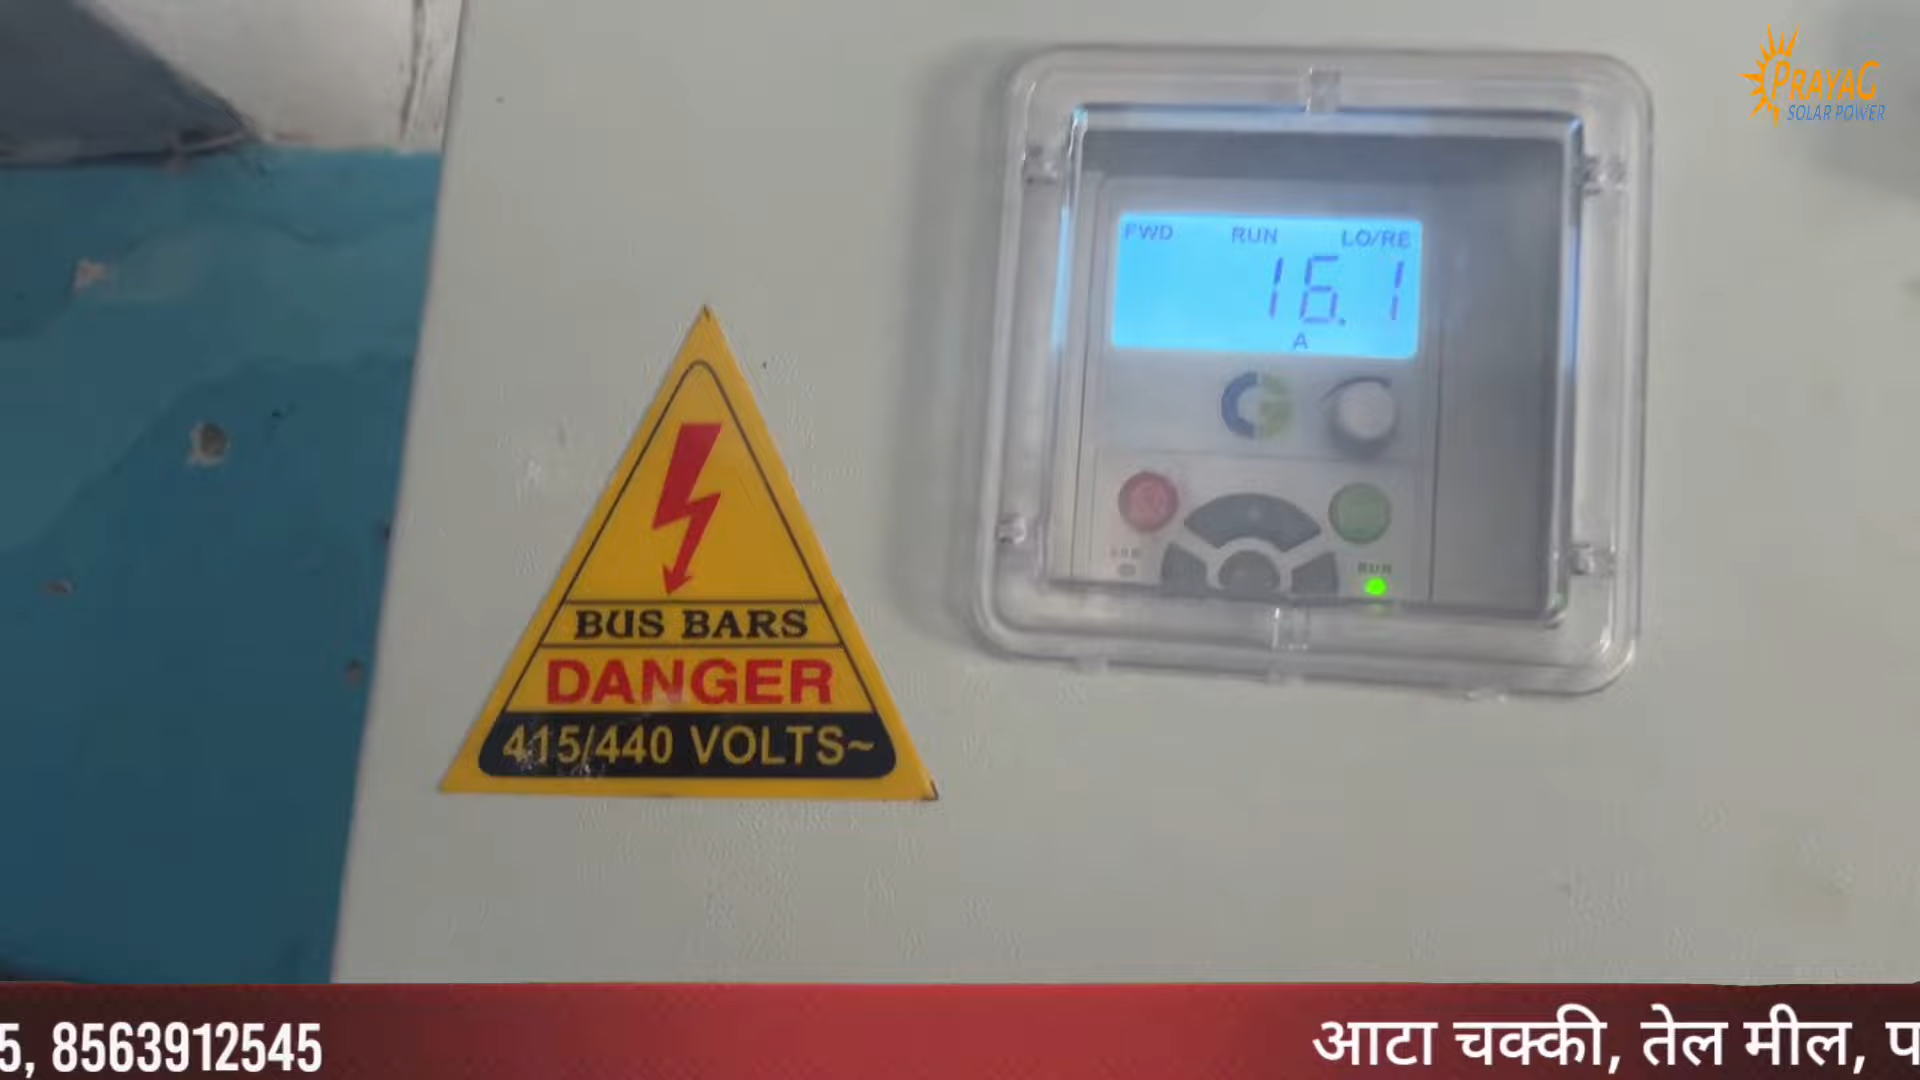 PRAYAG
SOLAR POWER
FWD RUN LO/RE
16.1
A
RUN
BUS BARS
DANGER
415/440 VOLTS~
5, 8563912545
आटा चक्की, तेल मील, प